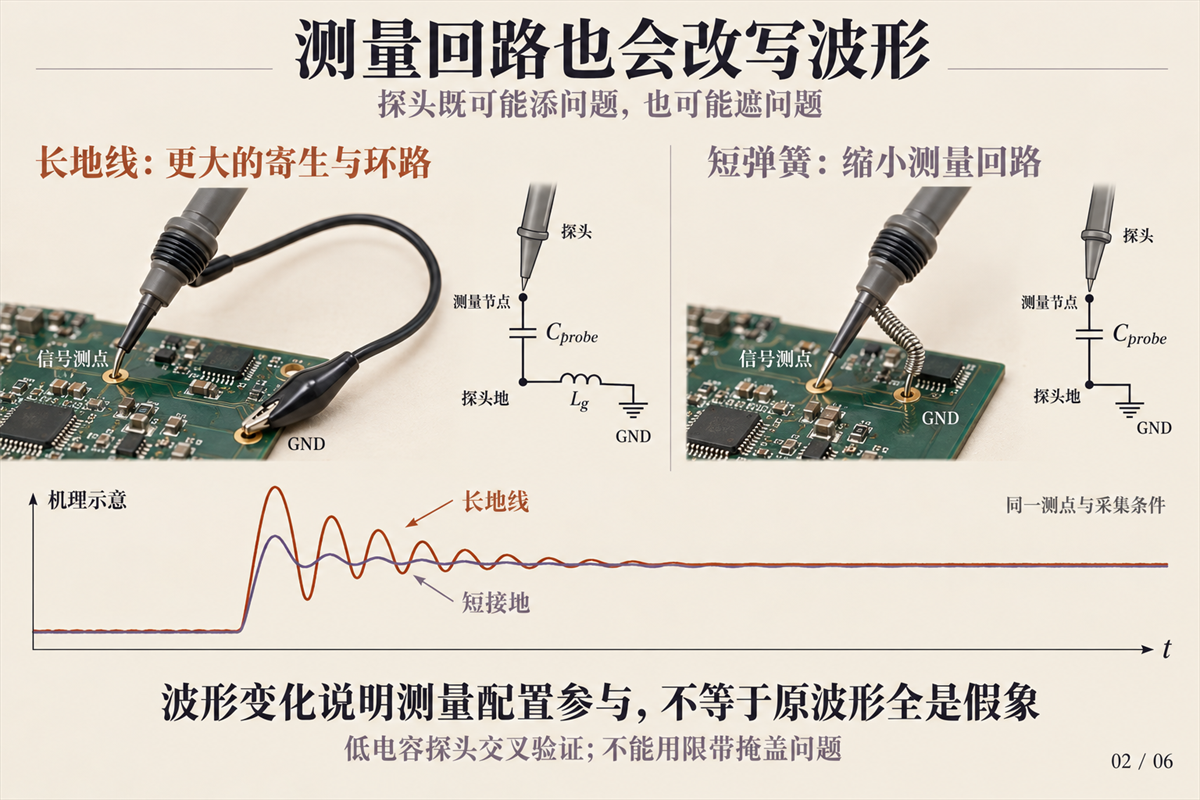 测量回路也会改写波形
探头既可能添问题，也可能遮问题
长地线：更大的寄生与环路
信号测点
GND
探头
测量节点
Cprobe
探头地
Lg
GND
短弹簧：缩小测量回路
信号测点
GND
探头
测量节点
Cprobe
探头地
GND
机理示意
长地线
短接地
同一测点与采集条件
t
波形变化说明测量配置参与，不等于原波形全是假象
低电容探头交叉验证；不能用限带掩盖问题
02 / 06